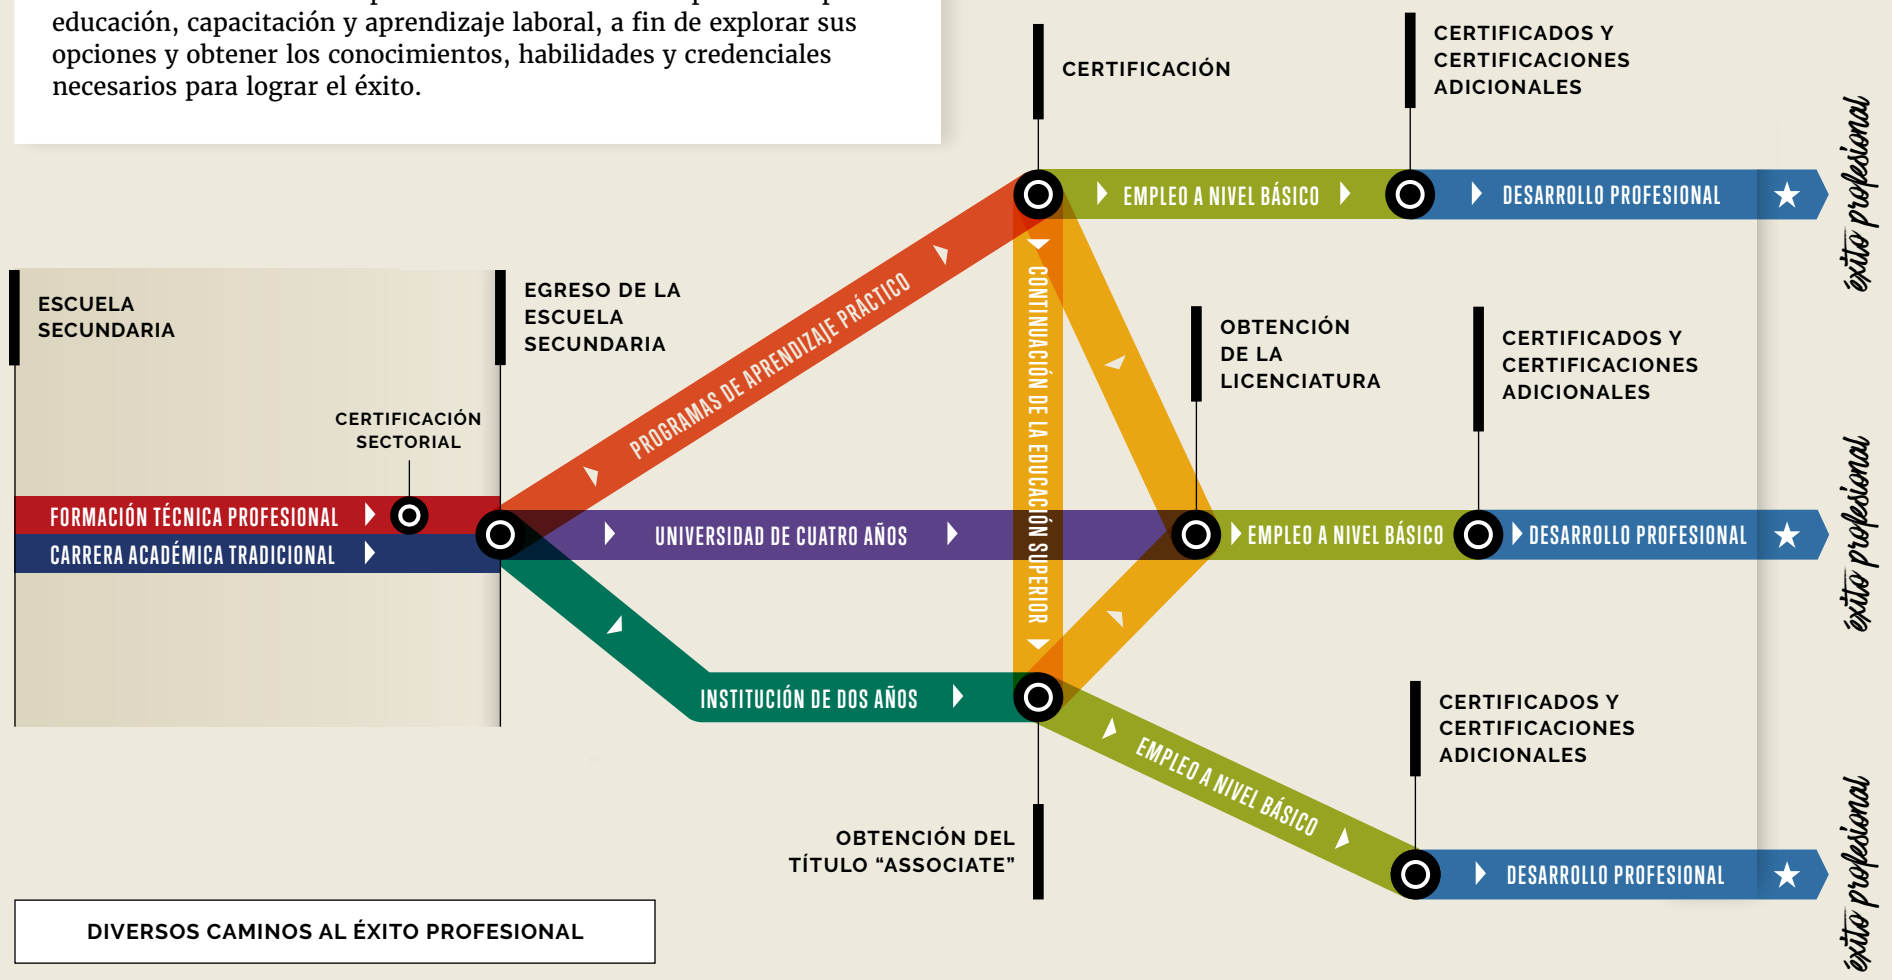 educación, capacitación y aprendizaje laboral, a fin de explorar sus
opciones y obtener los conocimientos, habilidades y credenciales
necesarios para lograr el éxito.
CERTIFICACIÓN
CERTIFICADOS Y
CERTIFICACIONES
ADICIONALES
EMPLEO A NIVEL BÁSICO
DESARROLLO PROFESIONAL
éxito profesional
ESCUELA
SECUNDARIA
EGRESO DE LA
ESCUELA
SECUNDARIA
CERTIFICACIÓN
SECTORIAL
PROGRAMAS DE APRENDIZAJE PRÁCTICO
CONTINUACIÓN DE LA EDUCACIÓN SUPERIOR
OBTENCIÓN
DE LA
LICENCIATURA
CERTIFICADOS Y
CERTIFICACIONES
ADICIONALES
FORMACIÓN TÉCNICA PROFESIONAL
CARRERA ACADÉMICA TRADICIONAL
UNIVERSIDAD DE CUATRO AÑOS
EMPLEO A NIVEL BÁSICO
DESARROLLO PROFESIONAL
éxito profesional
INSTITUCIÓN DE DOS AÑOS
EMPLEO A NIVEL BÁSICO
CERTIFICADOS Y
CERTIFICACIONES
ADICIONALES
OBTENCIÓN DEL
TÍTULO “ASSOCIATE”
DESARROLLO PROFESIONAL
éxito profesional
DIVERSOS CAMINOS AL ÉXITO PROFESIONAL